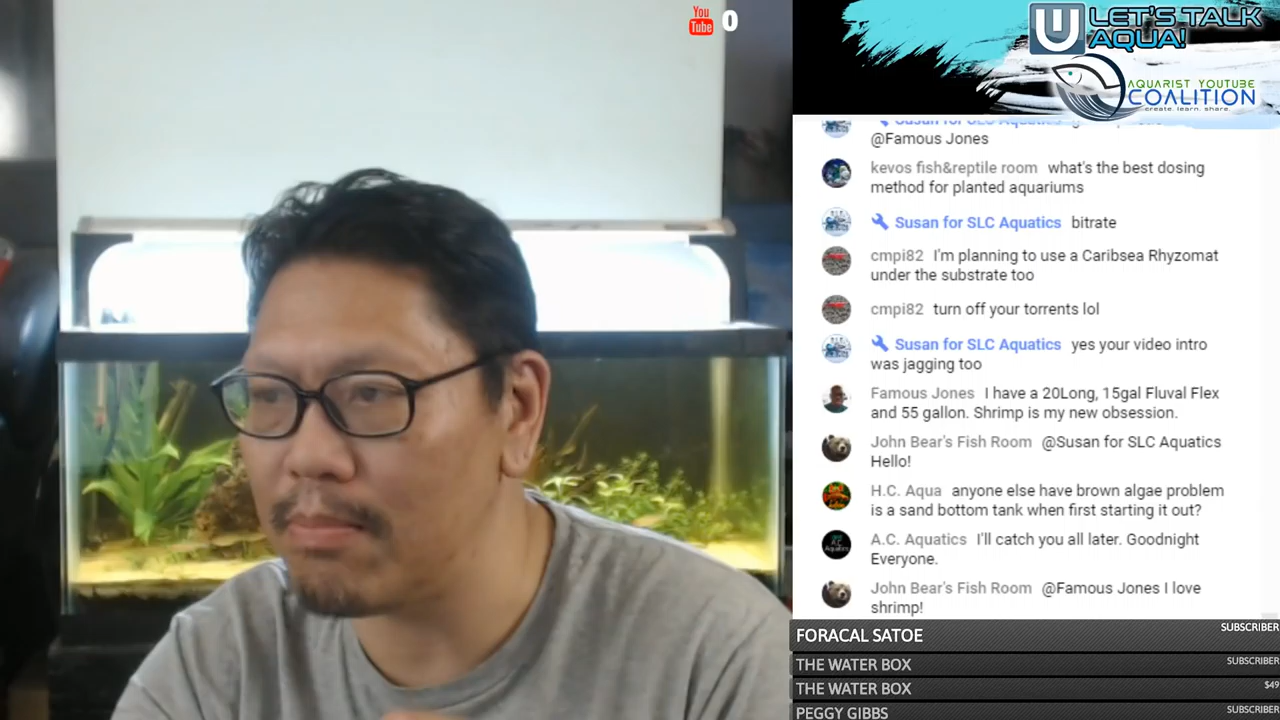 You
Tube
0
LET'S TALK
AQUA!
AQUARIST YOUTUBE
COALITION
create. learn. share.
Susan for SLC Aquatics
@Famous Jones
kevos fish&reptile room what's the best dosing
method for planted aquariums
Susan for SLC Aquatics bitrate
cmpi82 I'm planning to use a Caribsea Rhyzomat
under the substrate too
cmpi82 turn off your torrents lol
Susan for SLC Aquatics yes your video intro
was jagging too
Famous Jones I have a 20Long, 15gal Fluval Flex
and 55 gallon. Shrimp is my new obsession.
John Bear's Fish Room @Susan for SLC Aquatics
Hello!
H.C. Aqua anyone else have brown algae problem
is a sand bottom tank when first starting it out?
A.C. Aquatics I'll catch you all later. Goodnight
Everyone.
John Bear's Fish Room @Famous Jones I love
shrimp!
FORACAL SATOE SUBSCRIBER
THE WATER BOX SUBSCRIBER
THE WATER BOX $49
PEGGY GIBBS SUBSCRIBER